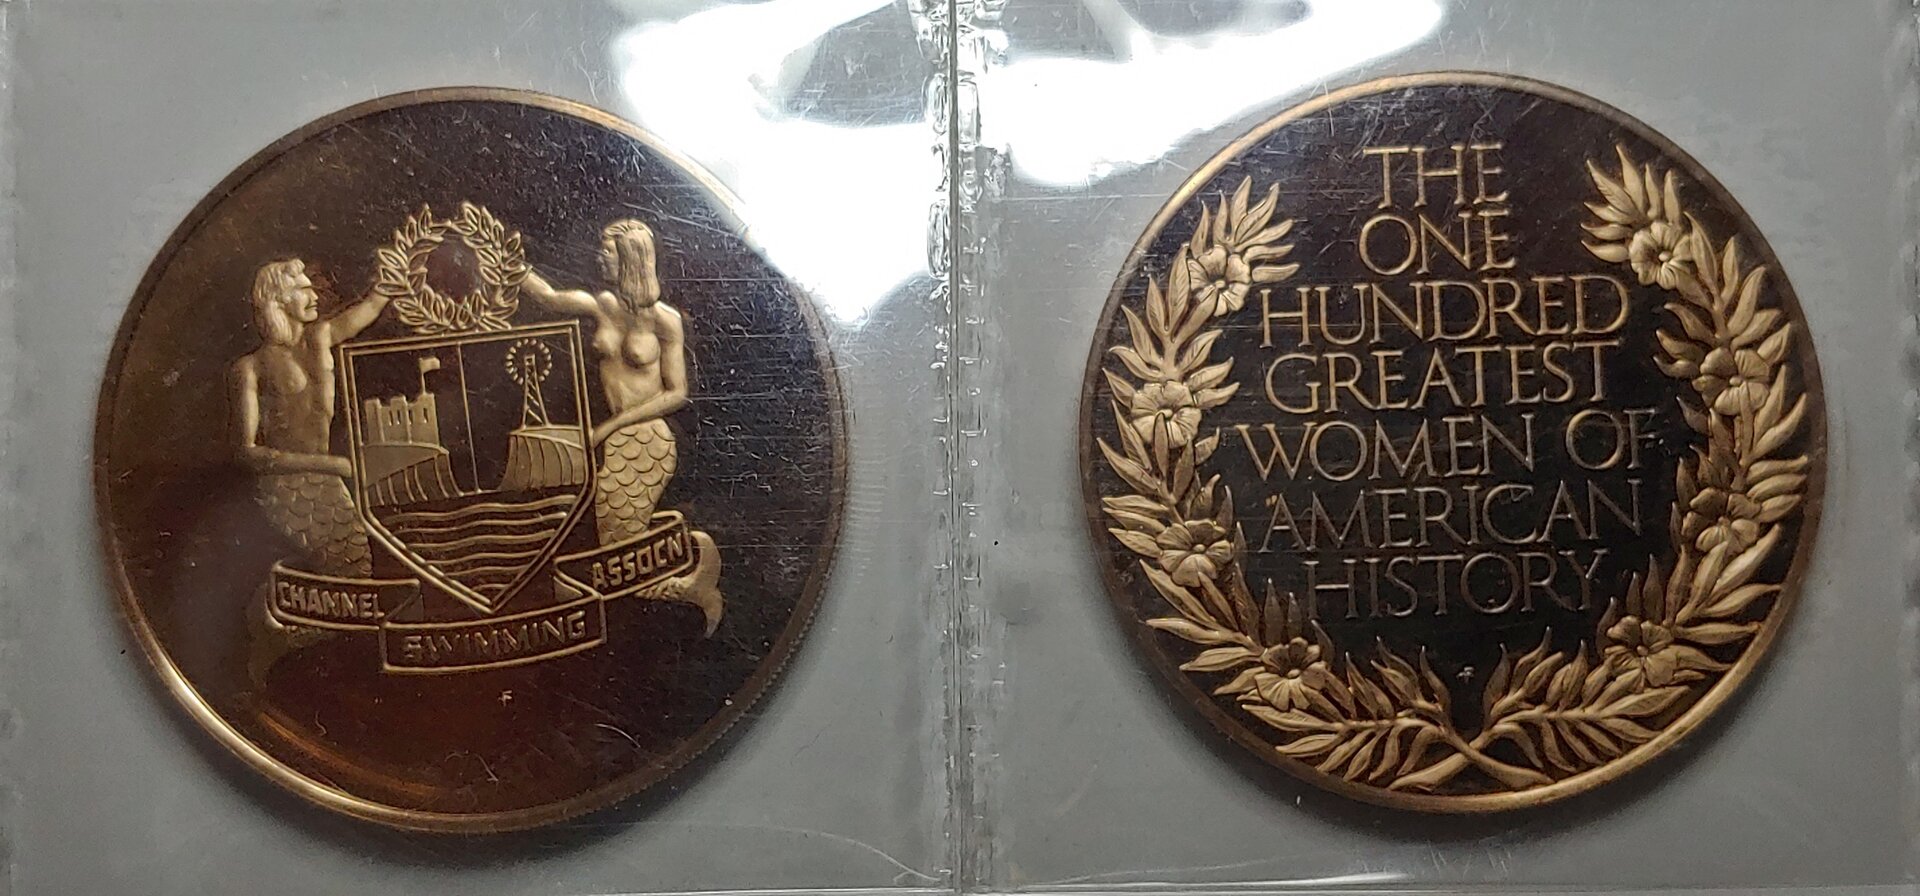 CHANNEL
SWIMMING
ASSOCN
F
THE
ONE
HUNDRED
GREATEST
WOMEN OF
AMERICAN
HISTORY